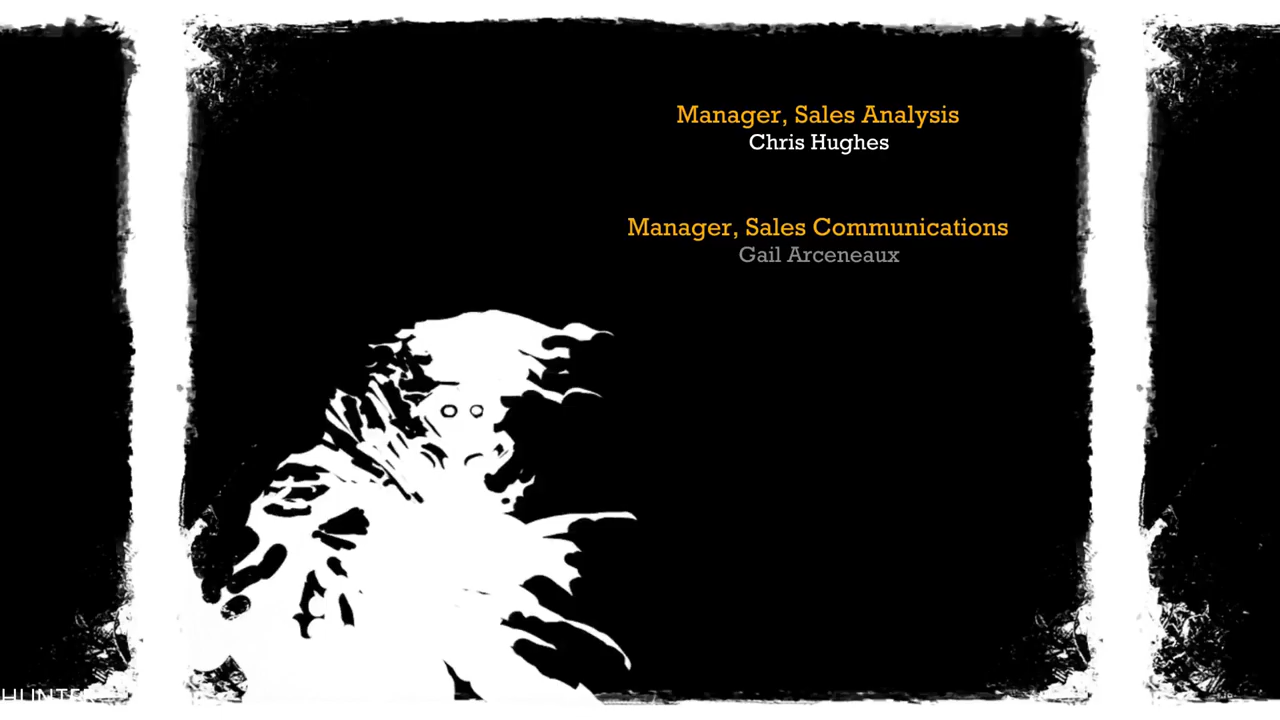 Manager, Sales Analysis
Chris Hughes
Manager, Sales Communications
Gail Arceneaux